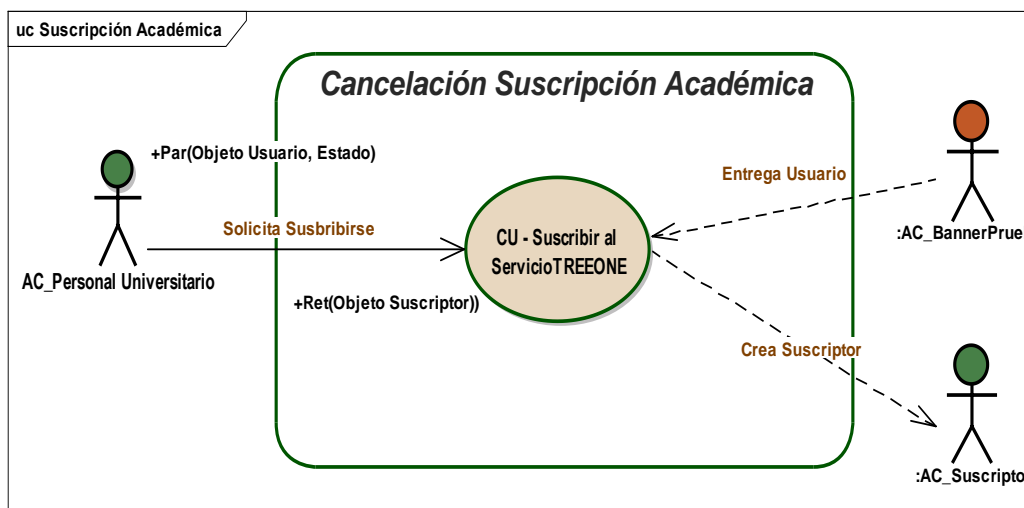 uc Suscripción Académica
Cancelación Suscripción Académica
+Par(Objeto Usuario, Estado)
Entrega Usuario
Solicita Susbribirse
CU - Suscribir al
ServicioTREEONE
:AC_BannerPrue
AC_Personal Universitario
+Ret(Objeto Suscriptor))
Crea Suscriptor
:AC_Suscripto